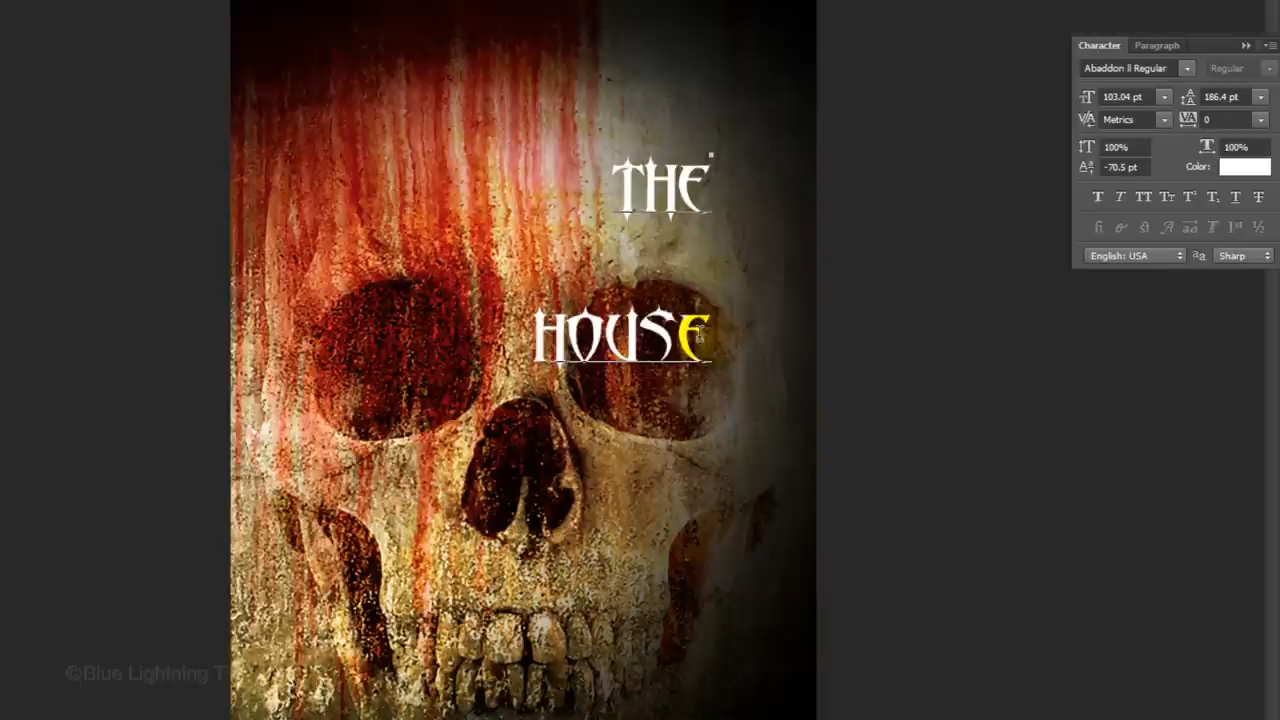 Character Paragraph
Abaddon II Regular Regular
103.04 pt 186.4 pt
Metrics 0
100% 100%
-70.5 pt Color:
THE
HOUSE
English: USA Sharp
©Blue Lightning T